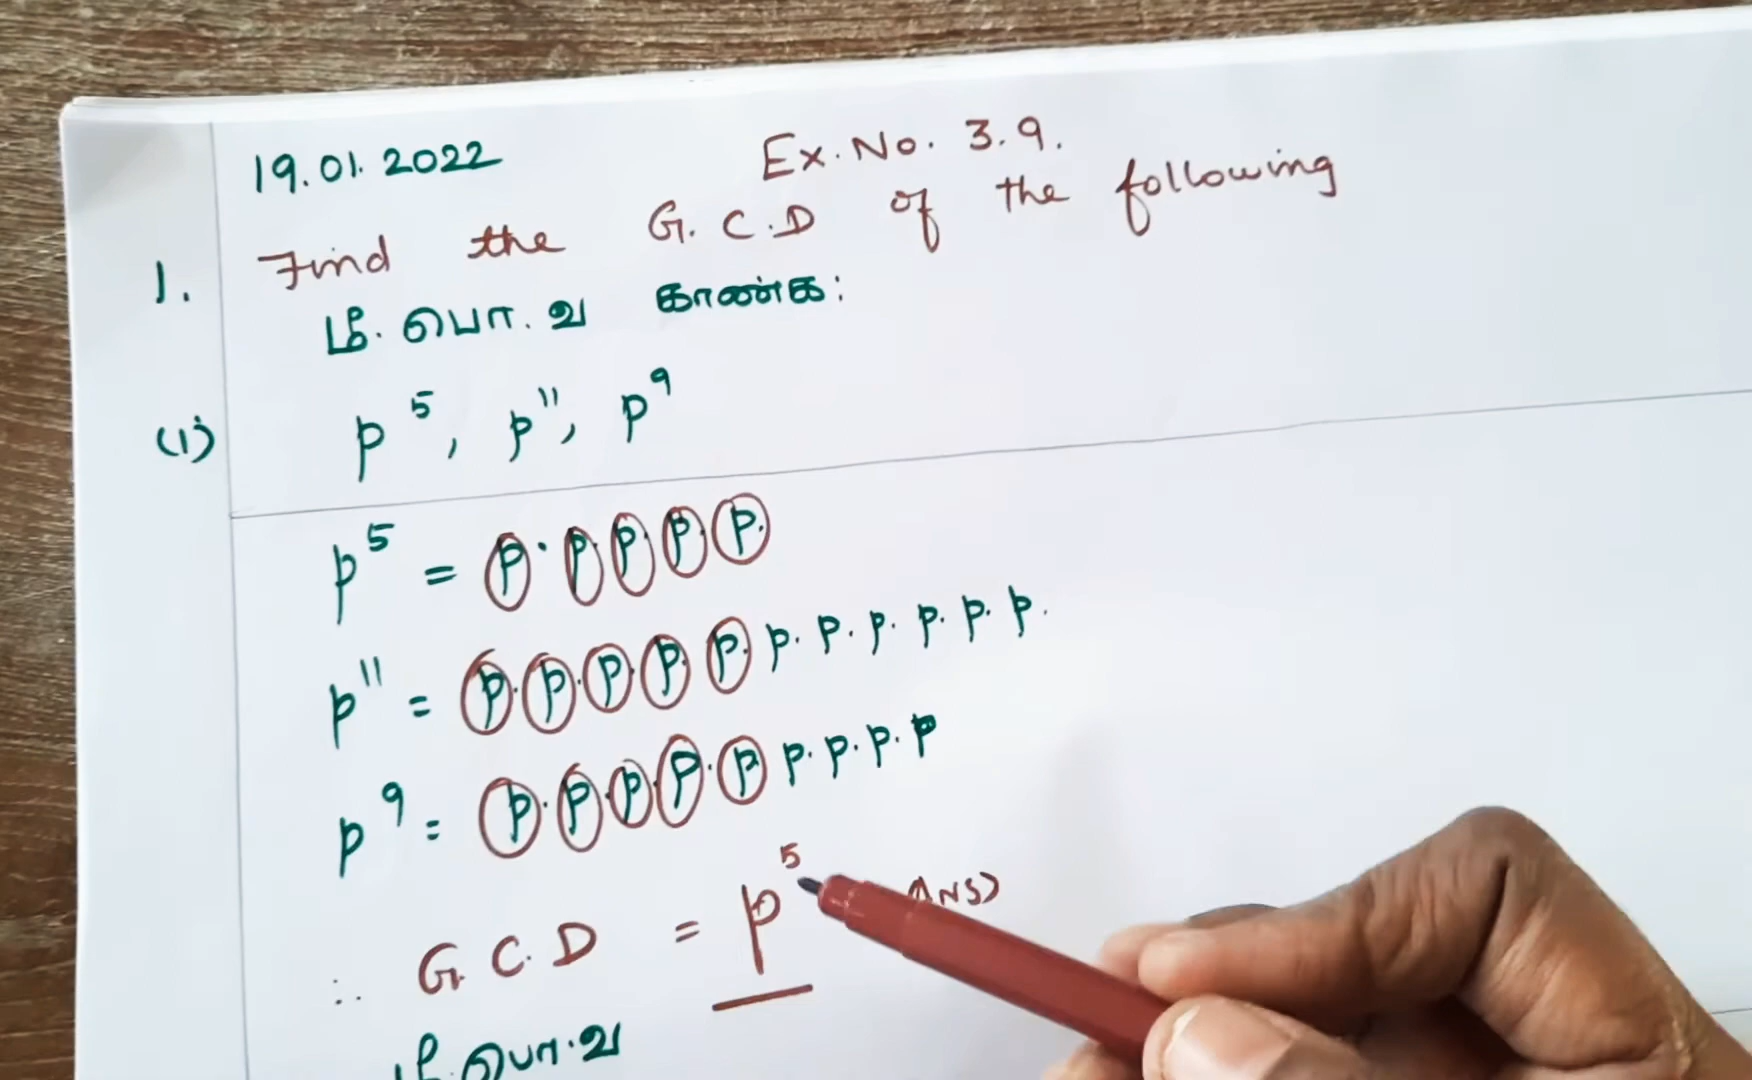 19.01.2022 Ex.No. 3.9.
1. Find the G.C.D of the following
மீ.பொ.வ காண்க:
(i) p⁵, p¹¹, p⁹
p⁵ = p.p.p.p.p.
p¹¹ = p.p.p.p.p.p.p.p.p.p.p.
p⁹ = p.p.p.p.p.p.p.p.p
∴ G.C.D = p⁵ Ans)
மீ.பொ.வ